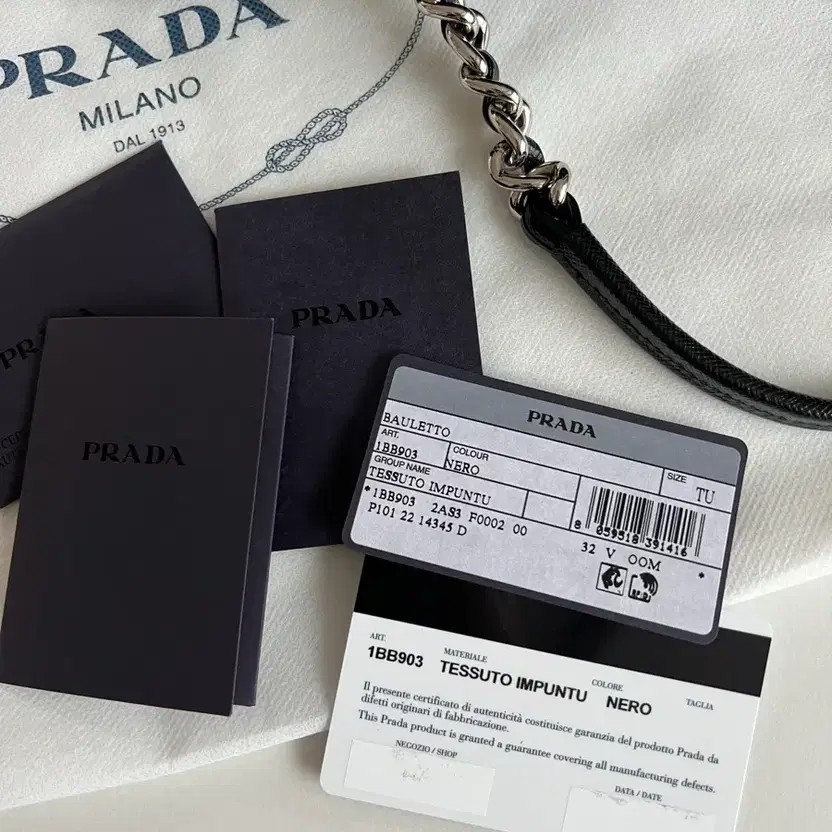 PRADA
MILANO
DAL 1913
PRADA
PR
PRADA
PRADA
BAULETTO
ART.
1BB903
COLOUR
NERO
SIZE
TU
GROUP NAME
TESSUTO IMPUNTU
*1BB903 2AS3 F0002 00
P101 22 14345 D
8 059518 391416
32 V OOM *
ART.
1BB903
MATERIALE
TESSUTO IMPUNTU
COLORE
NERO
TAGLIA
Il presente certificato di autenticità costituisce garanzia del prodotto Prada da
difetti originari di fabbricazione.
This Prada product is granted a guarantee covering all manufacturing defects.
NEGOZIO / SHOP
DATA / DATE